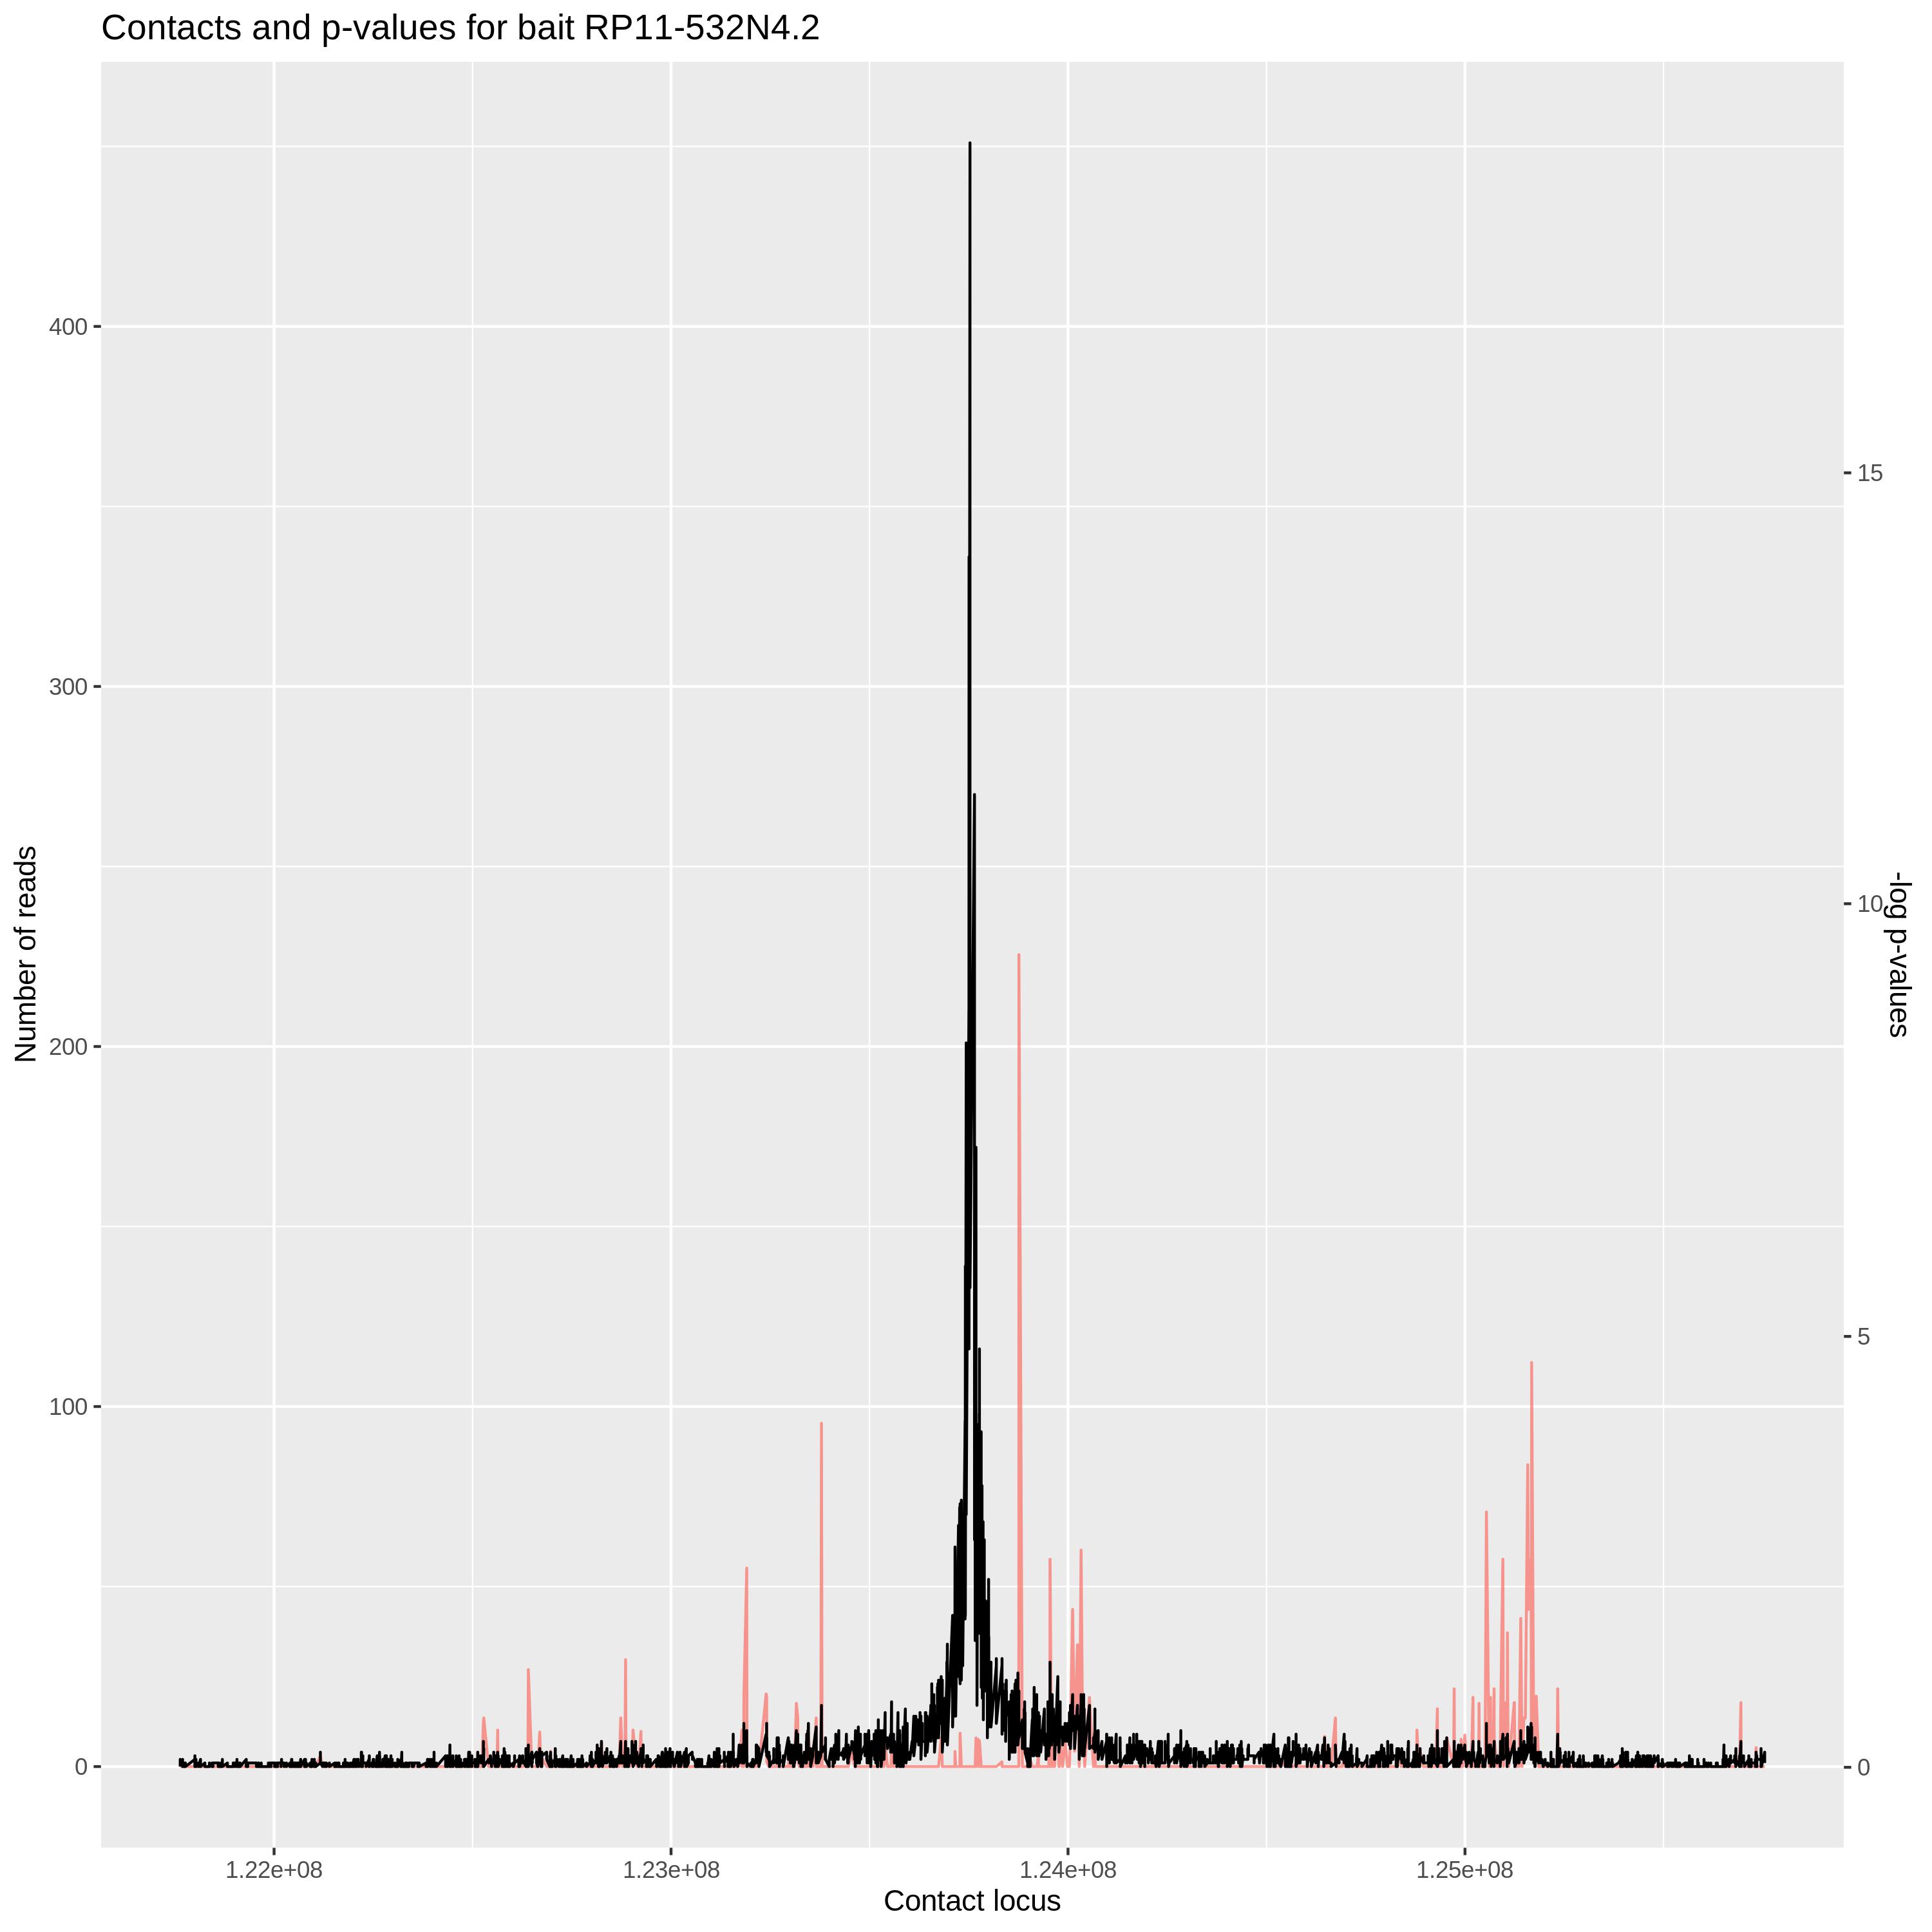 Contacts and p-values for bait RP11-532N4.2
400
300
200
100
0
Number of reads
15
10
5
0
-log p-values
1.22e+08
1.23e+08
1.24e+08
1.25e+08
Contact locus